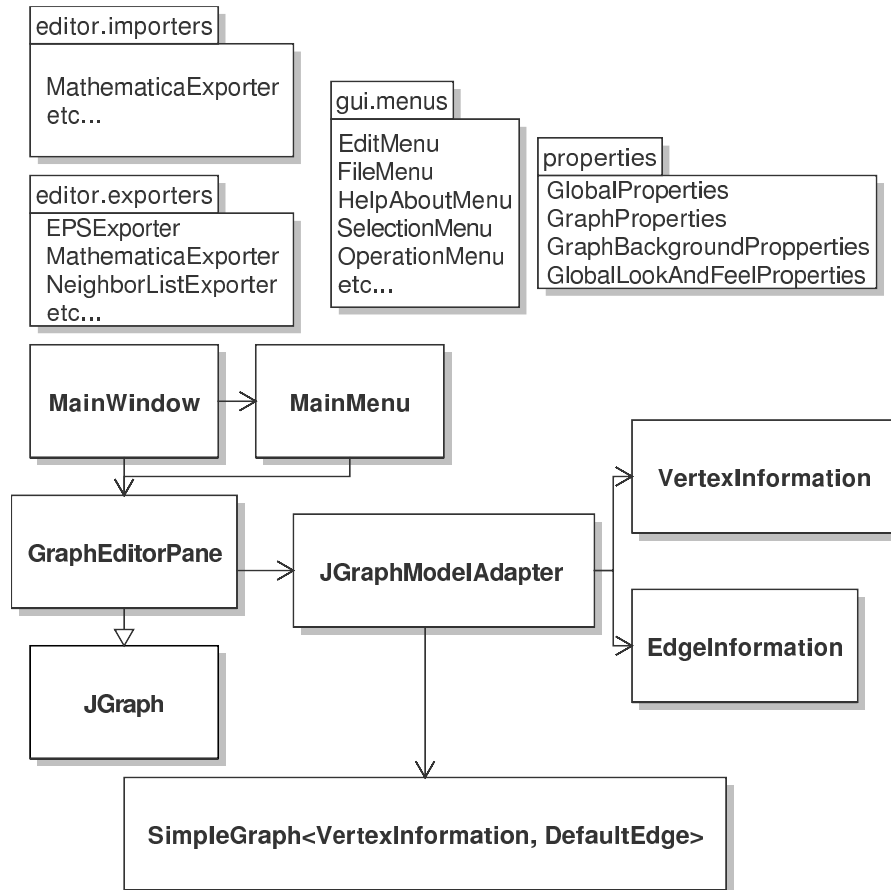 editor.importers
MathematicaExporter
etc...
editor.exporters
EPSExporter
MathematicaExporter
NeighborListExporter
etc...
gui.menus
EditMenu
FileMenu
HelpAboutMenu
SelectionMenu
OperationMenu
etc...
properties
GlobalProperties
GraphProperties
GraphBackgroundPropperties
GlobalLookAndFeelProperties
MainWindow
MainMenu
VertexInformation
GraphEditorPane
JGraphModelAdapter
EdgeInformation
JGraph
SimpleGraph<VertexInformation, DefaultEdge>